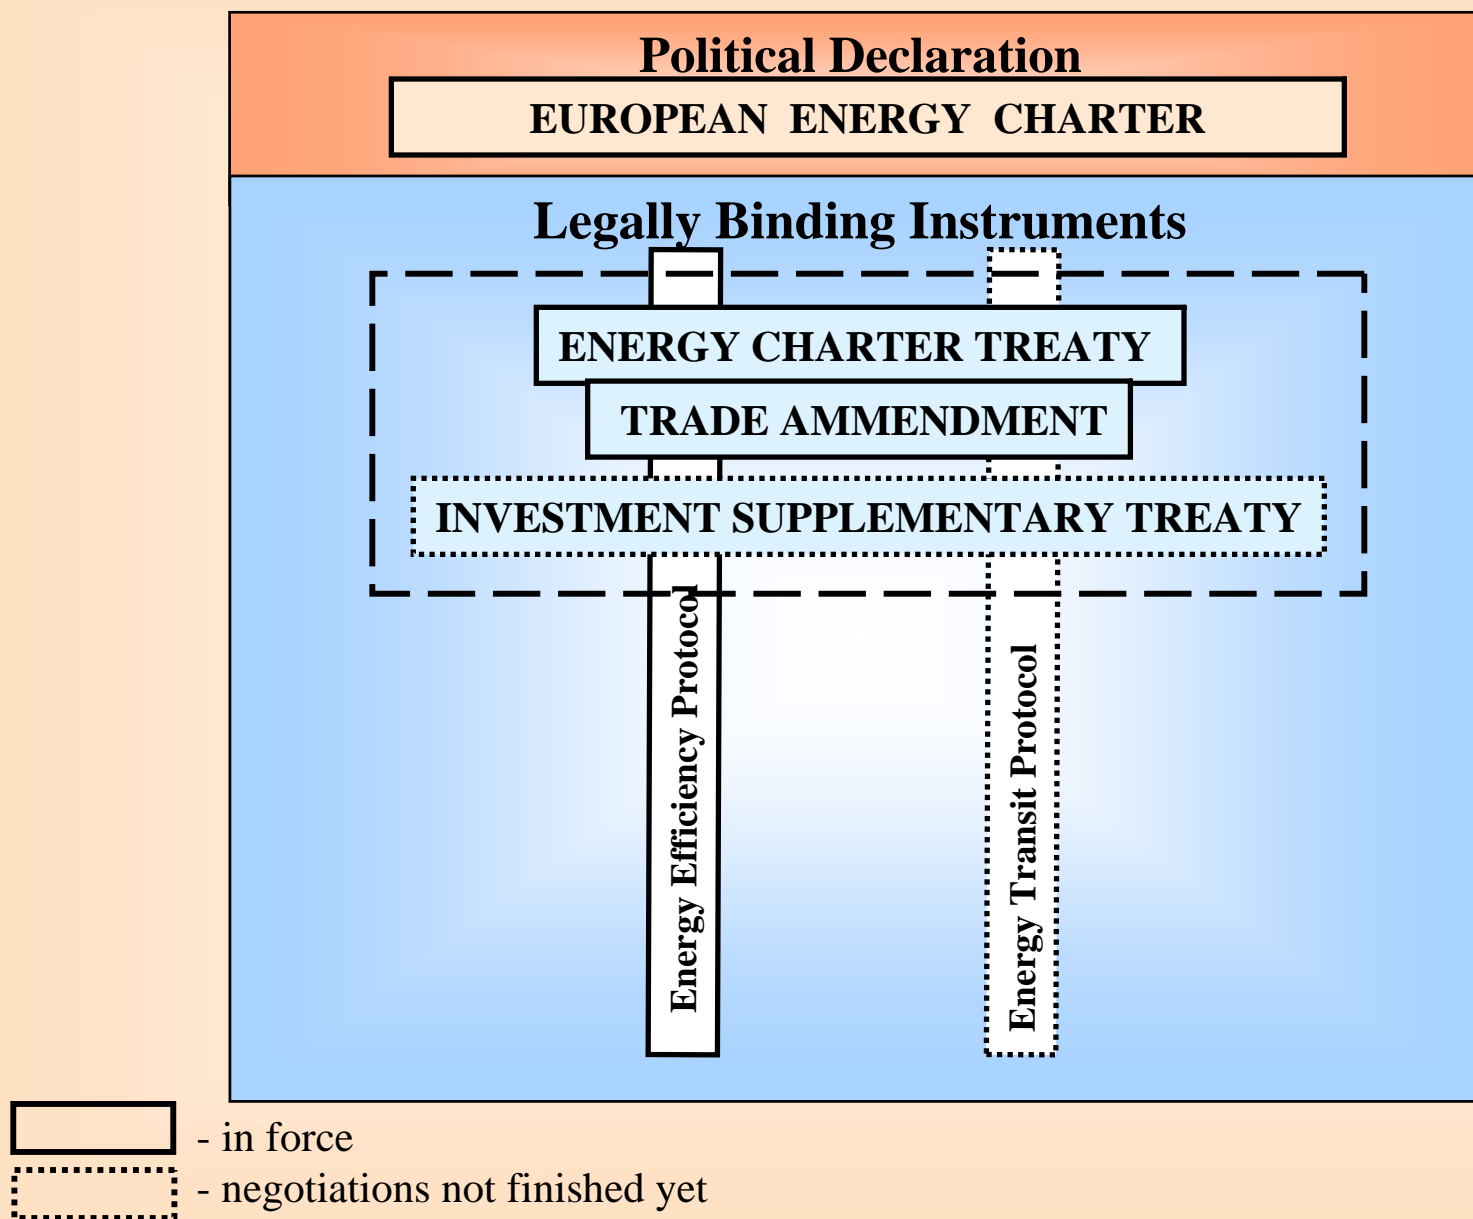 Political Declaration
EUROPEAN ENERGY CHARTER
Legally Binding Instruments
ENERGY CHARTER TREATY
TRADE AMMENDMENT
INVESTMENT SUPPLEMENTARY TREATY
Energy Efficiency Protocol
Energy Transit Protocol
- in force
- negotiations not finished yet